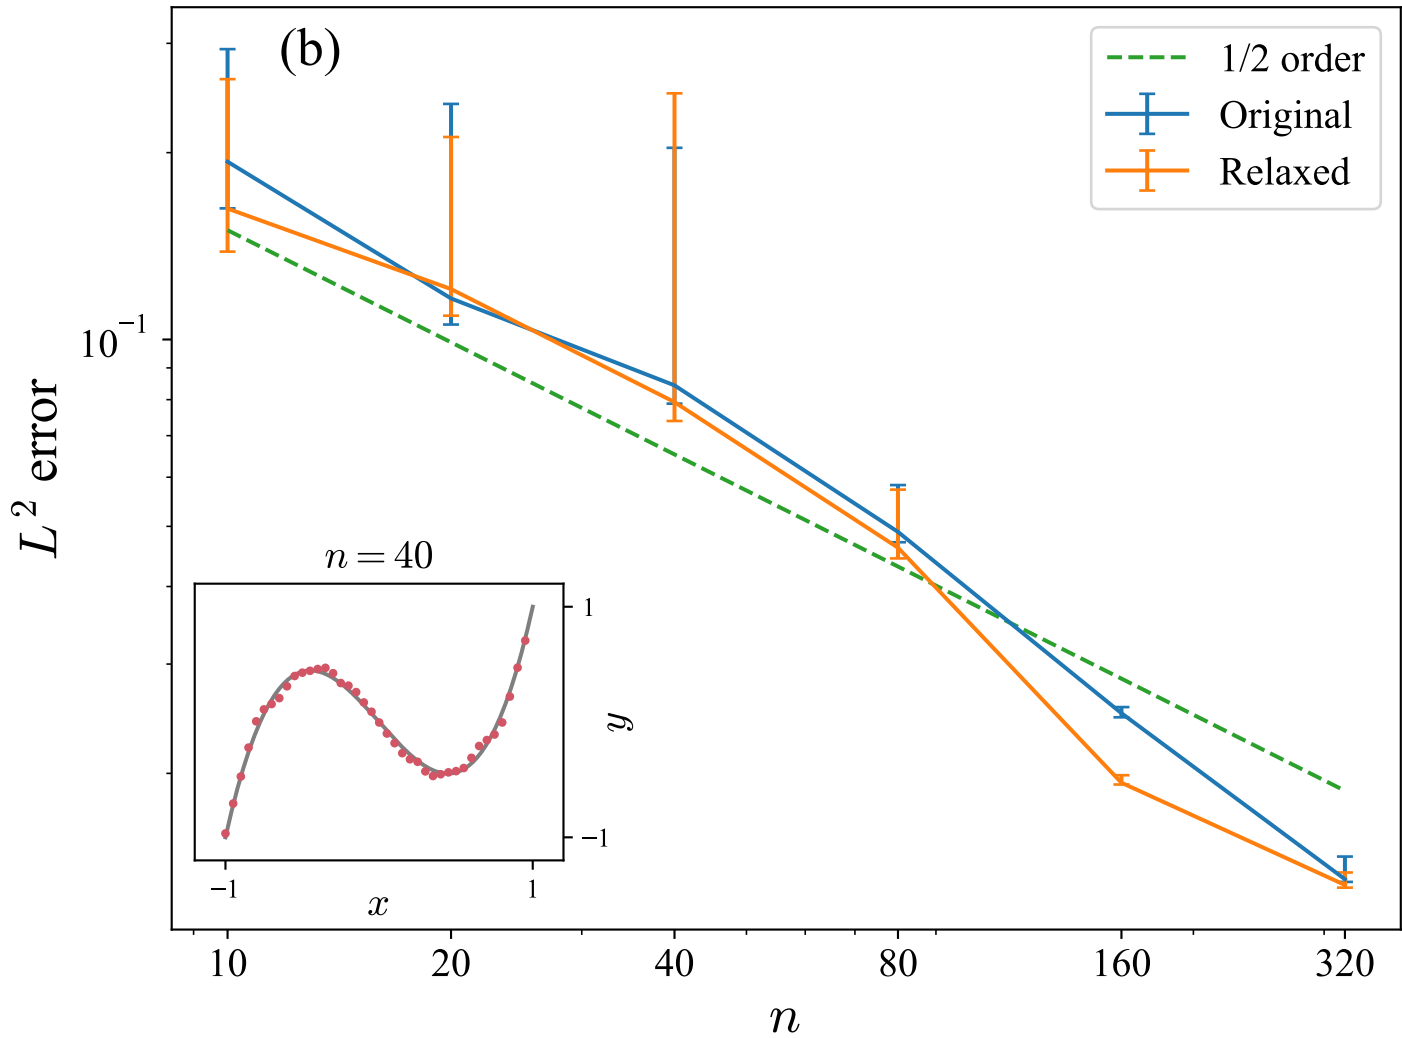 (b)
1/2 order
Original
Relaxed
10⁻¹
L² error
n = 40
1
y
−1
−1
1
x
10 20 40 80 160 320
n